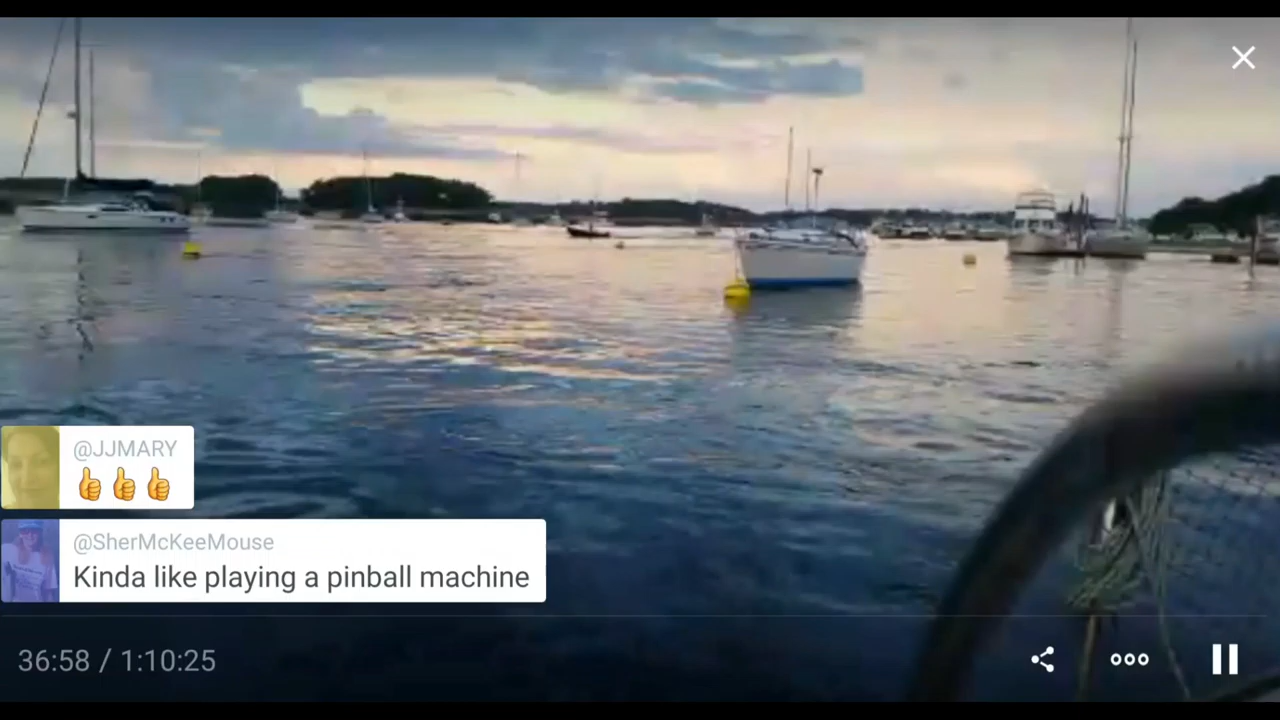 @JJMARY
👍👍👍
@SherMcKeeMouse
Kinda like playing a pinball machine
36:58 / 1:10:25